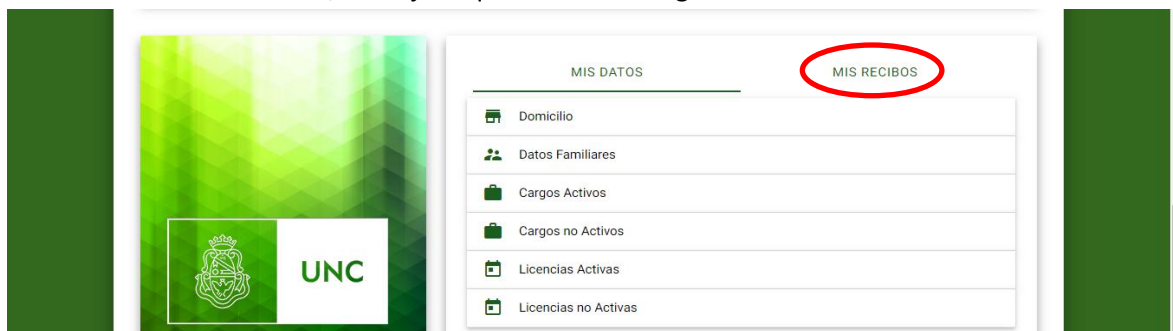 MIS DATOS
MIS RECIBOS
Domicilio
Datos Familiares
Cargos Activos
Cargos no Activos
Licencias Activas
Licencias no Activas
UNC